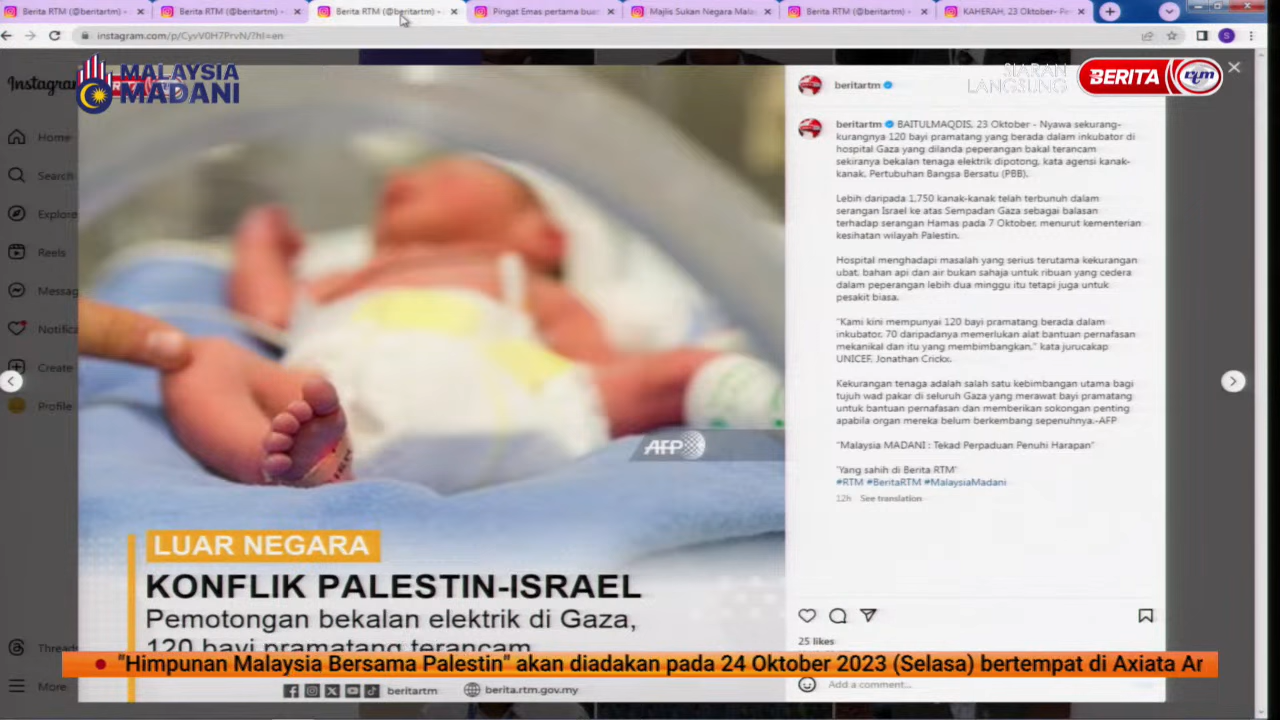 Berita RTM (@beritartm) -
Berita RTM (@beritartm) -
Berita RTM (@beritartm) -
Pingat Emas pertama buat
Majlis Sukan Negara Mala
Berita RTM (@beritartm) -
KAHERAH, 23 Oktober- Pe
instagram.com/p/CyvV0H7PrvN/?hl=en
S
Instagram
MALAYSIA
MADANI
SIARAN
LANGSUNG
BERITA rtm
Home
Search
Explore
Reels
Messag
Notifica
Create
Profile
Threads
More
beritartm
beritartm BAITULMAQDIS, 23 Oktober - Nyawa sekurang-
kurangnya 120 bayi pramatang yang berada dalam inkubator di
hospital Gaza yang dilanda peperangan bakal terancam
sekiranya bekalan tenaga elektrik dipotong, kata agensi kanak-
kanak, Pertubuhan Bangsa Bersatu (PBB).
Lebih daripada 1,750 kanak-kanak telah terbunuh dalam
serangan Israel ke atas Sempadan Gaza sebagai balasan
terhadap serangan Hamas pada 7 Oktober, menurut kementerian
kesihatan wilayah Palestin.
Hospital menghadapi masalah yang serius terutama kekurangan
ubat, bahan api dan air bukan sahaja untuk ribuan yang cedera
dalam peperangan lebih dua minggu itu tetapi juga untuk
pesakit biasa.
"Kami kini mempunyai 120 bayi pramatang berada dalam
inkubator, 70 daripadanya memerlukan alat bantuan pernafasan
mekanikal dan itu yang membimbangkan," kata jurucakap
UNICEF, Jonathan Crickx.
Kekurangan tenaga adalah salah satu kebimbangan utama bagi
tujuh wad pakar di seluruh Gaza yang merawat bayi pramatang
untuk bantuan pernafasan dan memberikan sokongan penting
apabila organ mereka belum berkembang sepenuhnya.-AFP
"Malaysia MADANI : Tekad Perpaduan Penuhi Harapan"
"Yang sahih di Berita RTM"
#RTM #BeritaRTM #MalaysiaMadani
12h See translation
AFP
LUAR NEGARA
KONFLIK PALESTIN-ISRAEL
Pemotongan bekalan elektrik di Gaza,
120 bayi pramatang terancam
25 likes
"Himpunan Malaysia Bersama Palestin" akan diadakan pada 24 Oktober 2023 (Selasa) bertempat di Axiata Ar
beritartm
berita.rtm.gov.my
Add a comment...